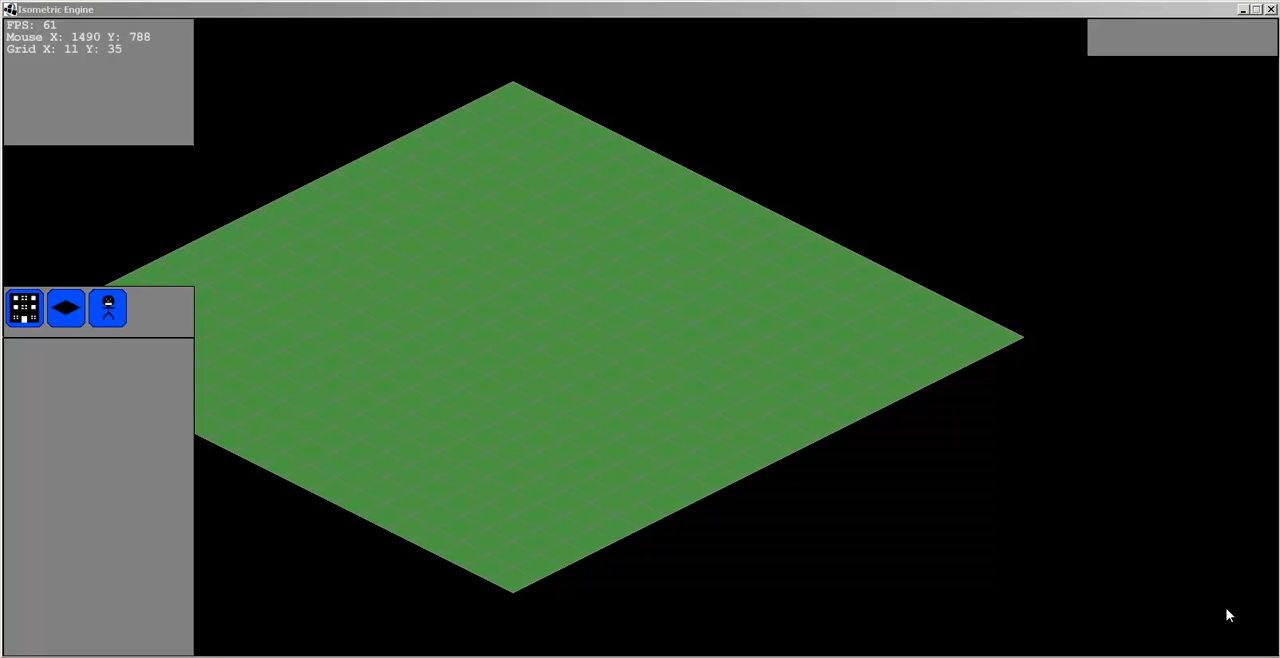 Isometric Engine
FPS: 61
Mouse X: 1490 Y: 788
Grid X: 11 Y: 35